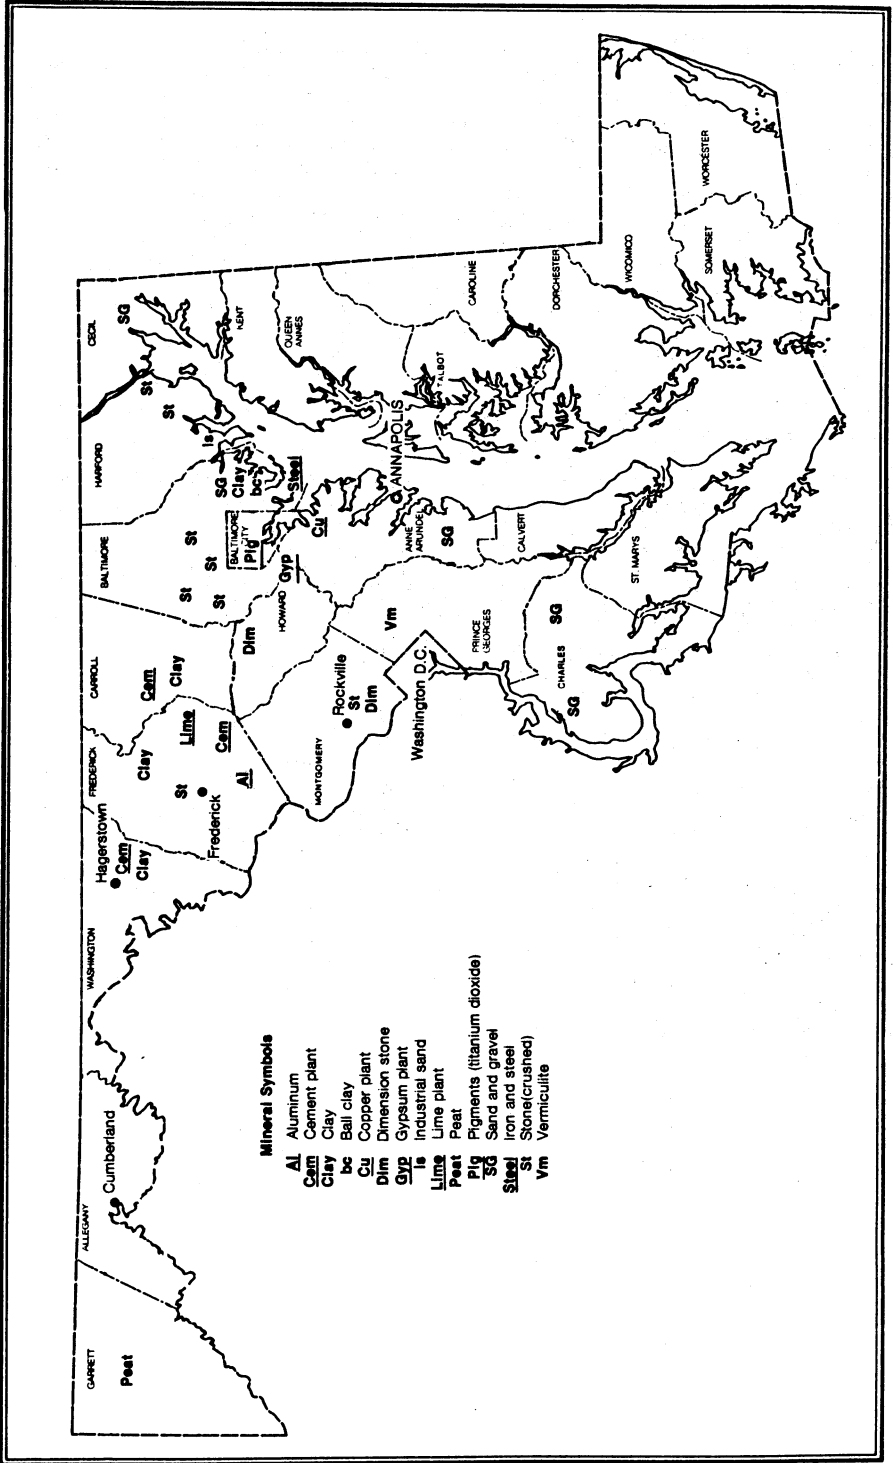 GARRETT
Peat
ALLEGANY
Cumberland
WASHINGTON
Hagerstown
Cem
Clay
FREDERICK
Clay
St
Frederick
Lime
Cem
Al
CARROLL
Cem
Clay
BALTIMORE
St
St
St
St
BALTIMORE
CITY
Pig
HARFORD
SG
Clay
bc
Is
Steel
St
CECIL
St
SG
KENT
QUEEN
ANNES
Dim
HOWARD
Gyp
Cu
MONTGOMERY
Rockville
St
Dim
Washington D.C.
Vm
PRINCE
GEORGES
ANNAPOLIS
ANNE
ARUNDEL
SG
CALVERT
CHARLES
SG
SG
ST. MARYS
TALBOT
CAROLINE
DORCHESTER
WICOMICO
SOMERSET
WORCESTER
Mineral Symbols
Al Aluminum
Cem Cement plant
Clay Clay
bc Ball clay
Cu Copper plant
Dim Dimension stone
Gyp Gypsum plant
Is Industrial sand
Lime Lime plant
Peat Peat
Pig Pigments (titanium dioxide)
SG Sand and gravel
Steel Iron and steel
St Stone(crushed)
Vm Vermiculite